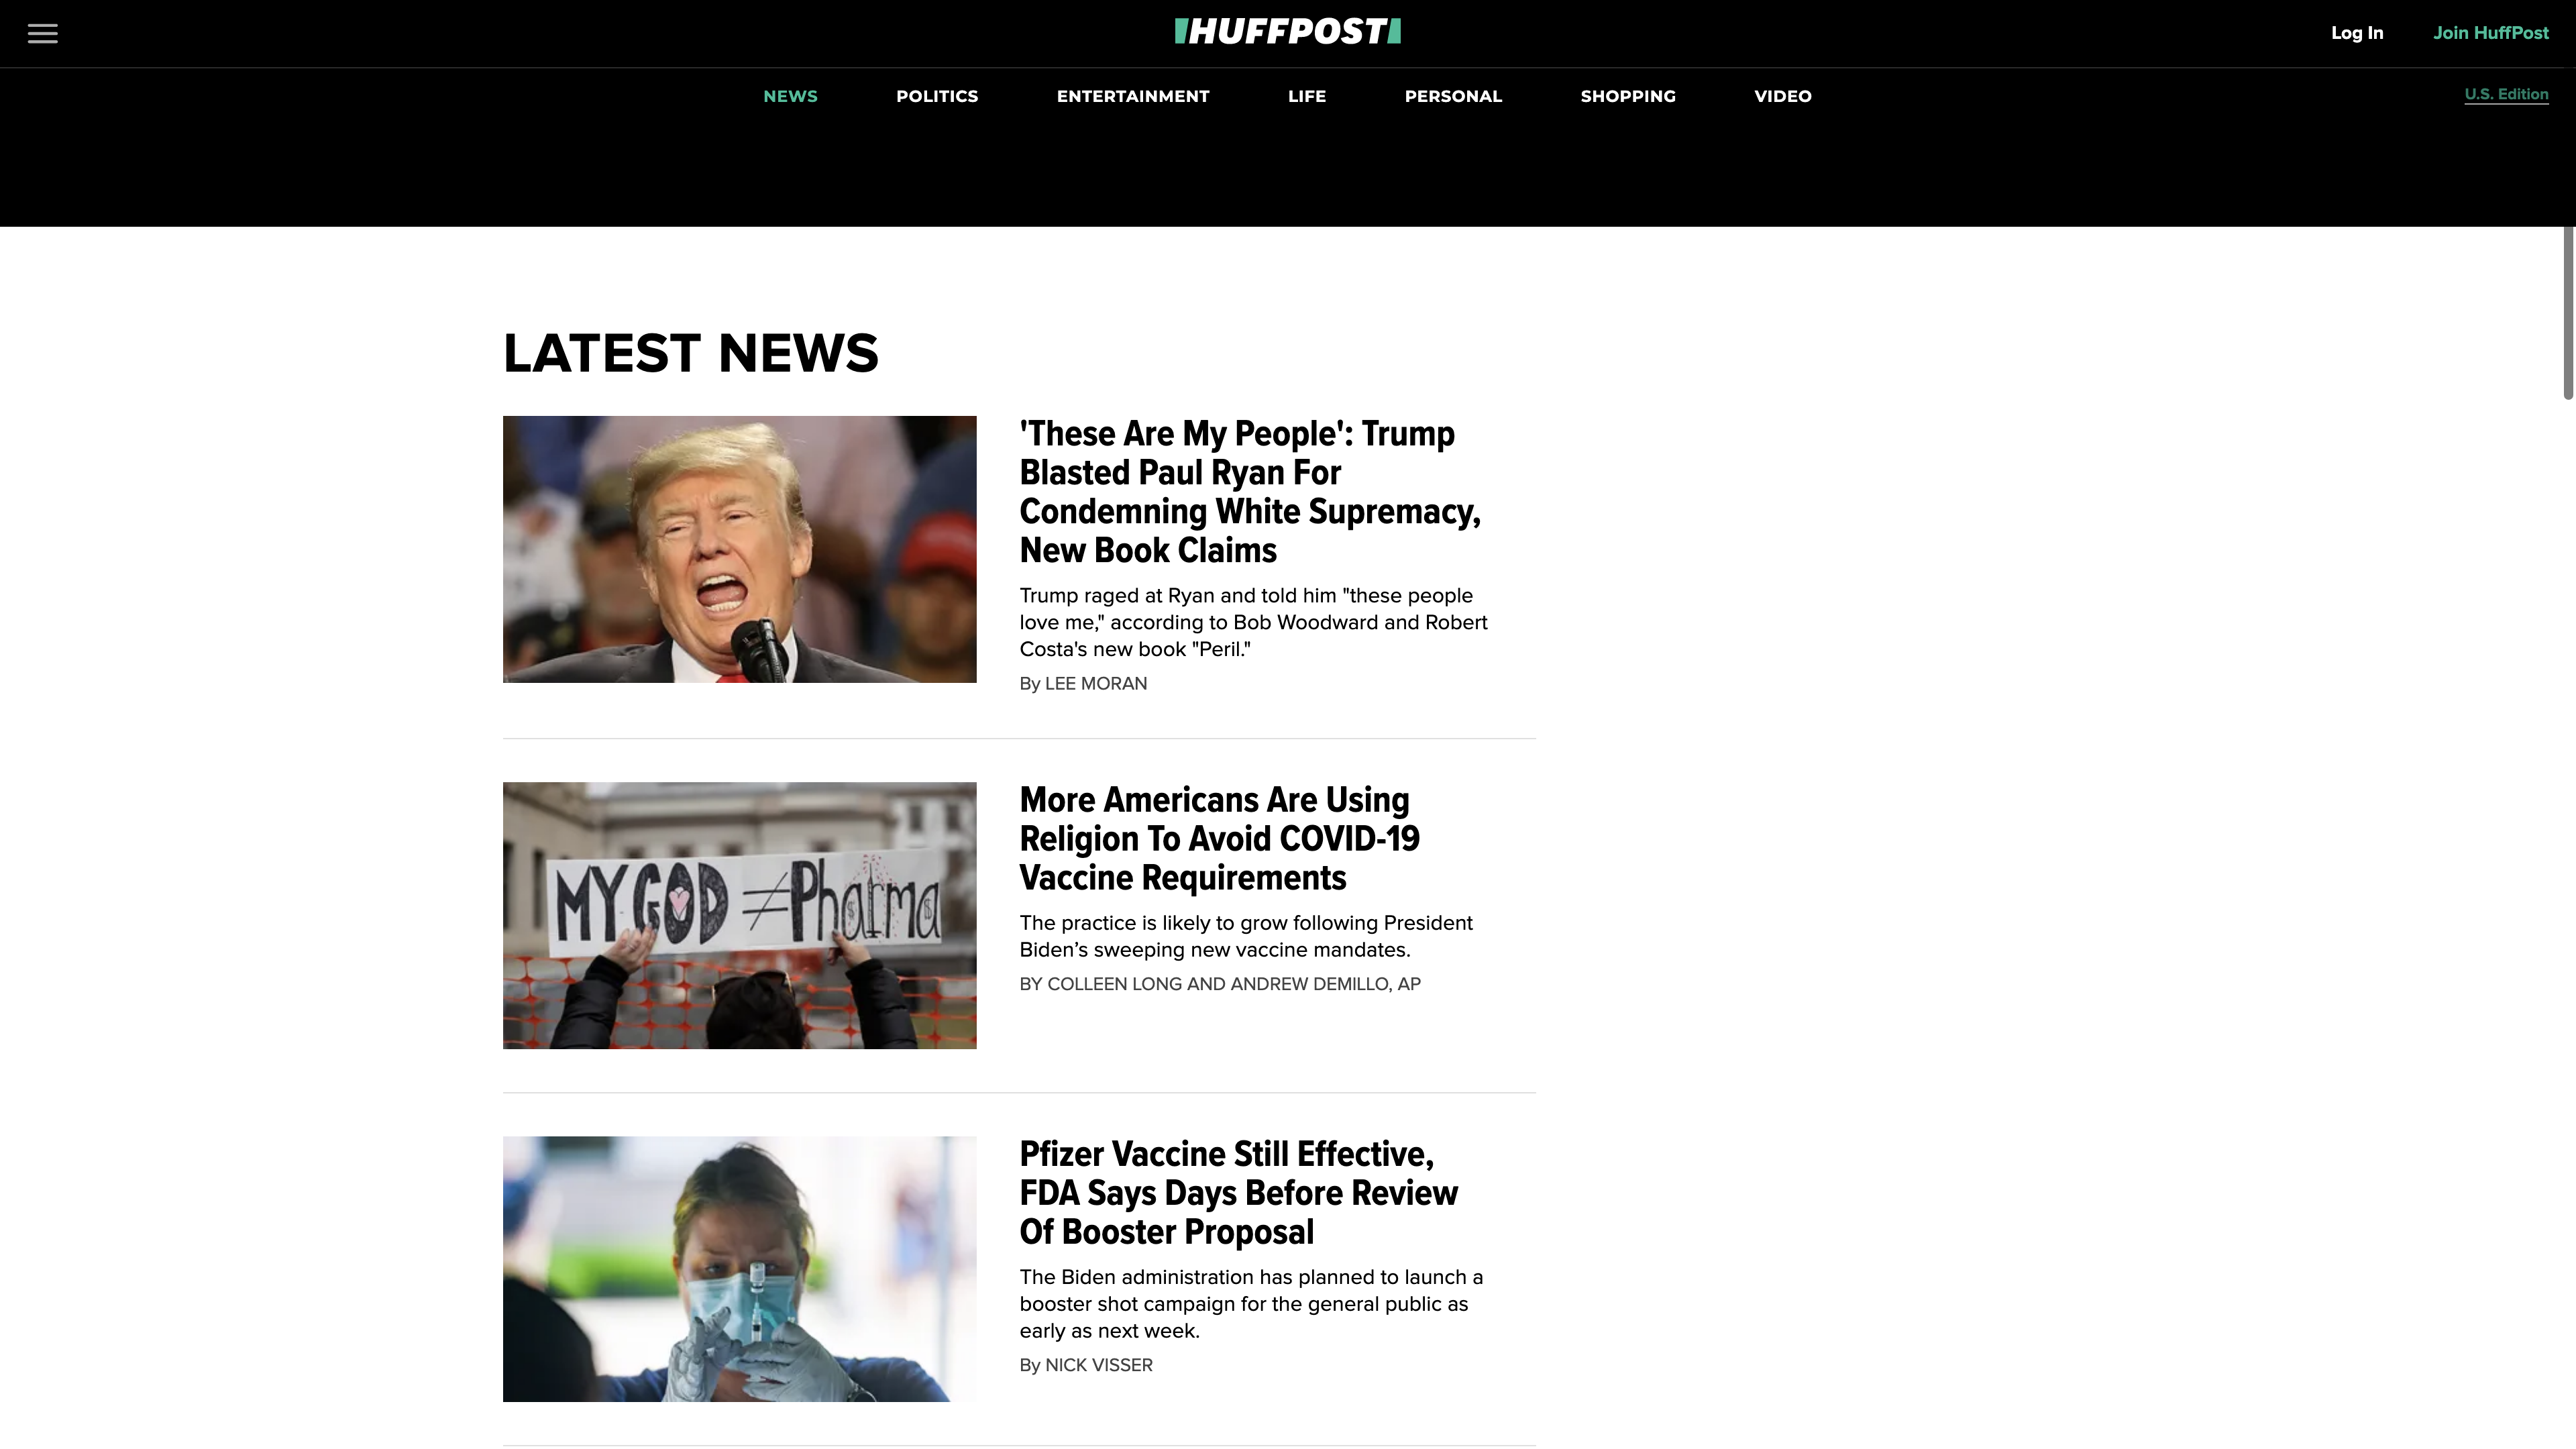 HUFFPOST
Log In
Join HuffPost
NEWS
POLITICS
ENTERTAINMENT
LIFE
PERSONAL
SHOPPING
VIDEO
U.S. Edition
LATEST NEWS
'These Are My People': Trump
Blasted Paul Ryan For
Condemning White Supremacy,
New Book Claims
Trump raged at Ryan and told him "these people
love me," according to Bob Woodward and Robert
Costa's new book "Peril."
By LEE MORAN
MY GOD ≠ Pharma
More Americans Are Using
Religion To Avoid COVID-19
Vaccine Requirements
The practice is likely to grow following President
Biden’s sweeping new vaccine mandates.
BY COLLEEN LONG AND ANDREW DEMILLO, AP
Pfizer Vaccine Still Effective,
FDA Says Days Before Review
Of Booster Proposal
The Biden administration has planned to launch a
booster shot campaign for the general public as
early as next week.
By NICK VISSER